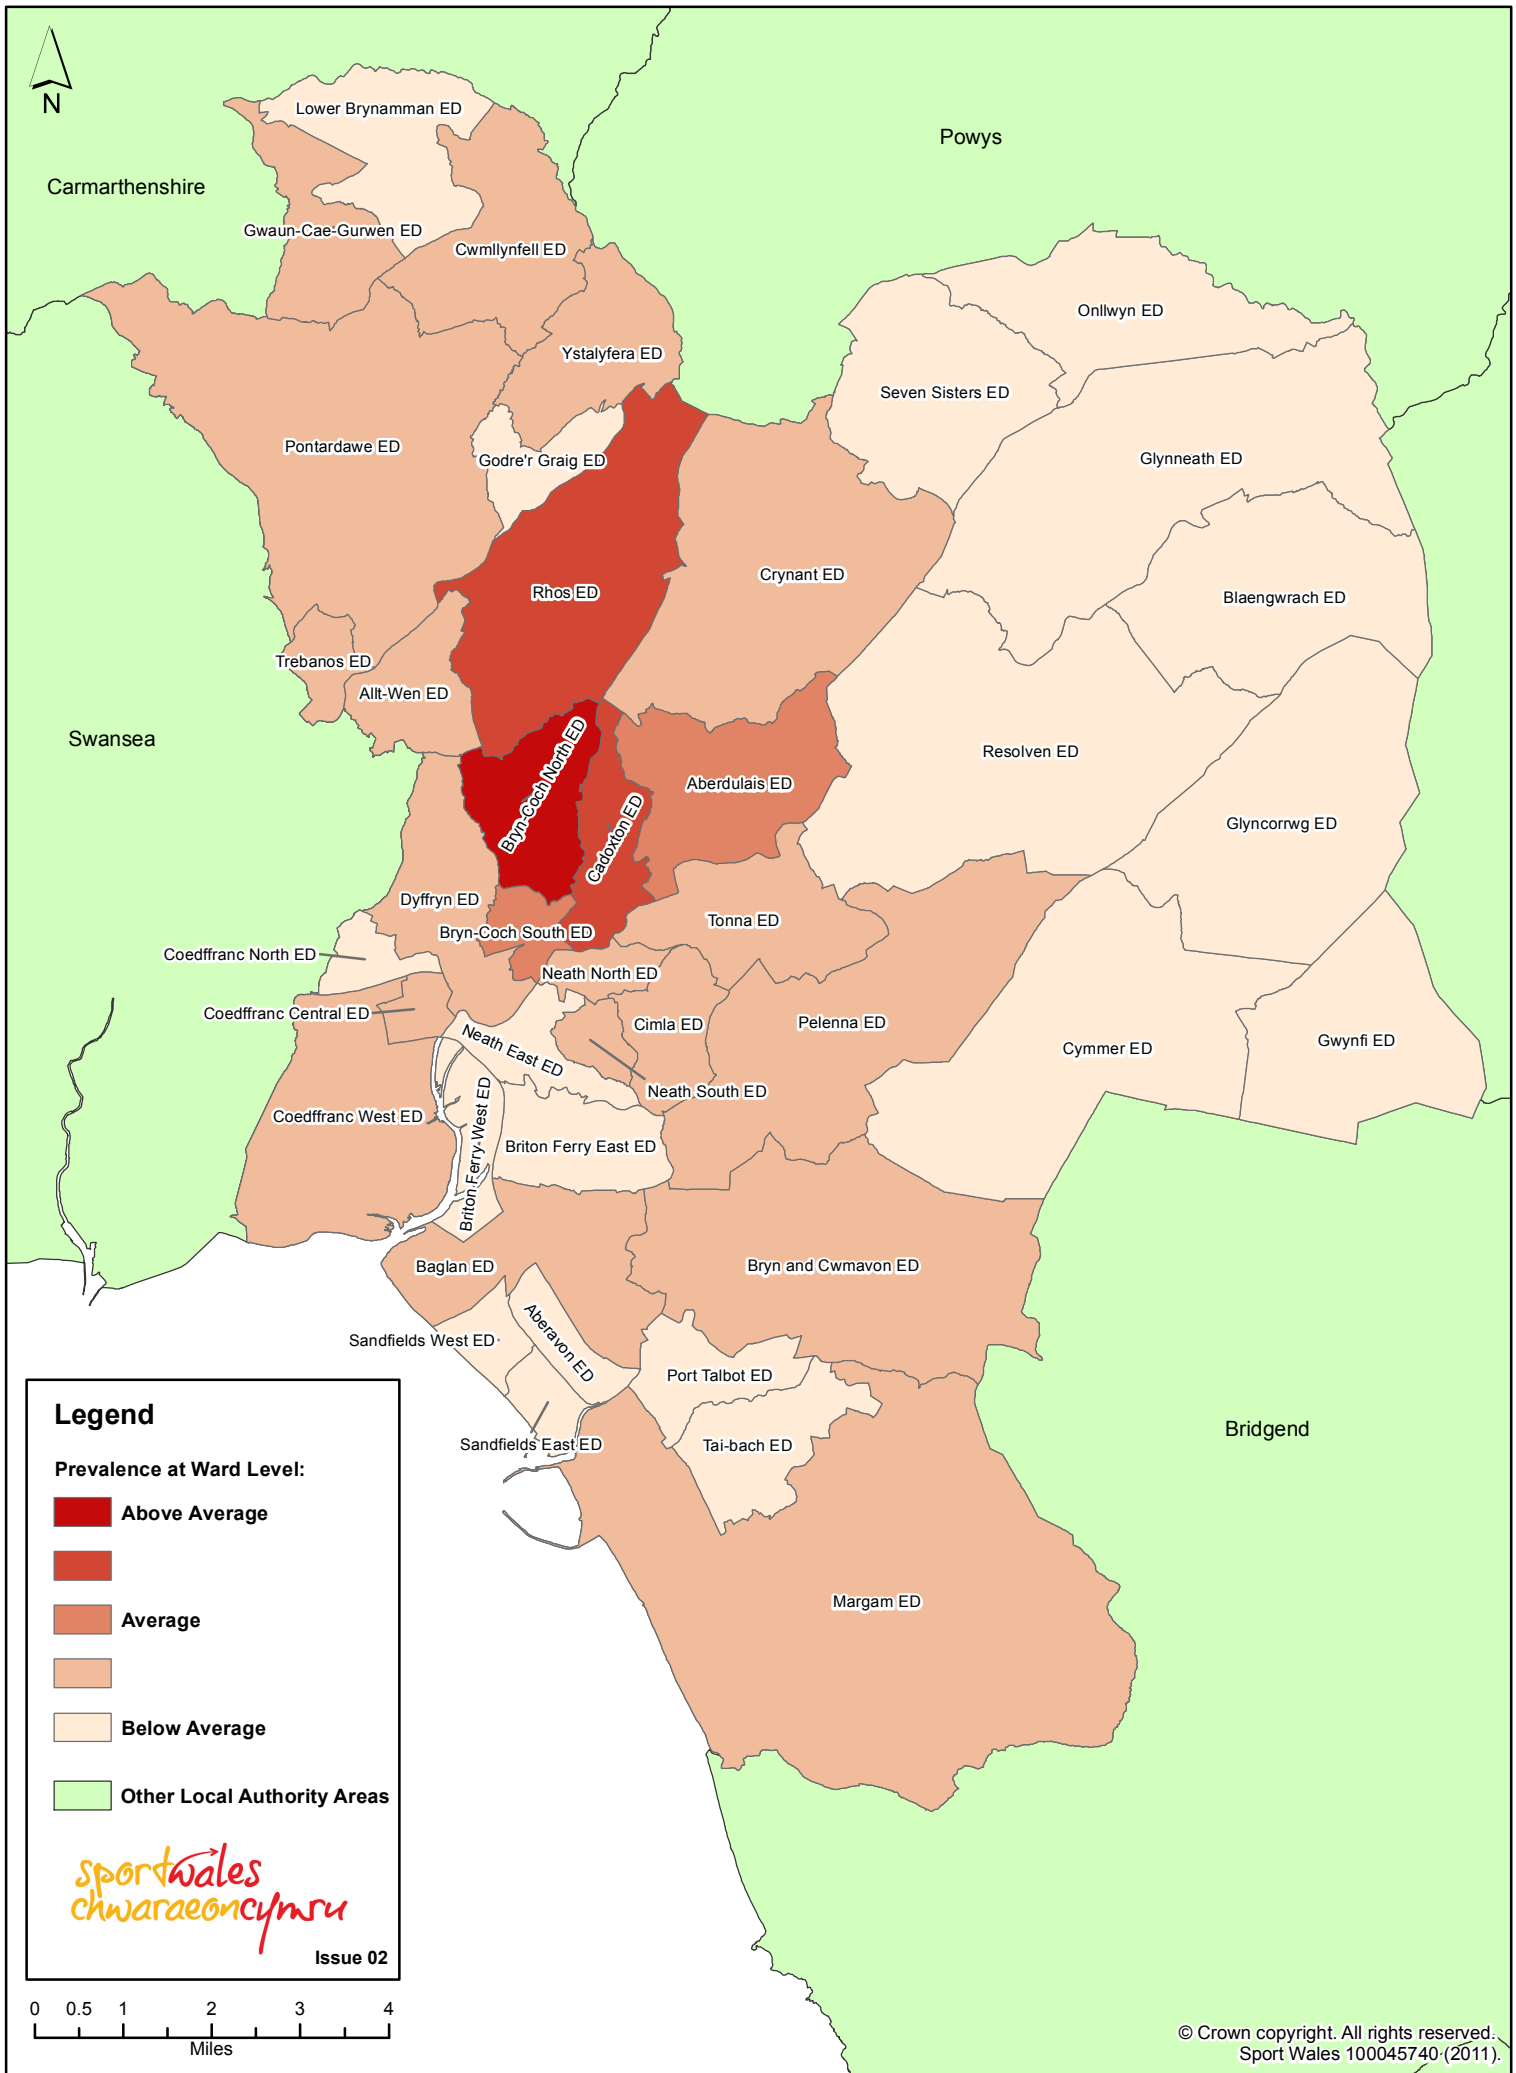 N
Lower Brynamman ED
Powys
Carmarthenshire
Gwaun-Cae-Gurwen ED
Cwmllynfell ED
Onllwyn ED
Ystalyfera ED
Seven Sisters ED
Pontardawe ED
Godre'r Graig ED
Glynneath ED
Rhos ED
Crynant ED
Blaengwrach ED
Trebanos ED
Allt-Wen ED
Swansea
Bryn-Coch North ED
Resolven ED
Aberdulais ED
Cadoxton ED
Glyncorrwg ED
Dyffryn ED
Tonna ED
Bryn-Coch South ED
Coedffranc North ED
Neath North ED
Coedffranc Central ED
Cimla ED
Pelenna ED
Neath East ED
Cymmer ED
Gwynfi ED
Neath South ED
Coedffranc West ED
Briton Ferry West ED
Briton Ferry East ED
Baglan ED
Bryn and Cwmavon ED
Sandfields West ED
Aberavon ED
Port Talbot ED
Sandfields East ED
Tai-bach ED
Bridgend
Margam ED
Legend
Prevalence at Ward Level:
Above Average
Average
Below Average
Other Local Authority Areas
sportwales
chwaraeoncymru
Issue 02
0 0.5 1 2 3 4
Miles
© Crown copyright. All rights reserved.
Sport Wales 100045740 (2011).